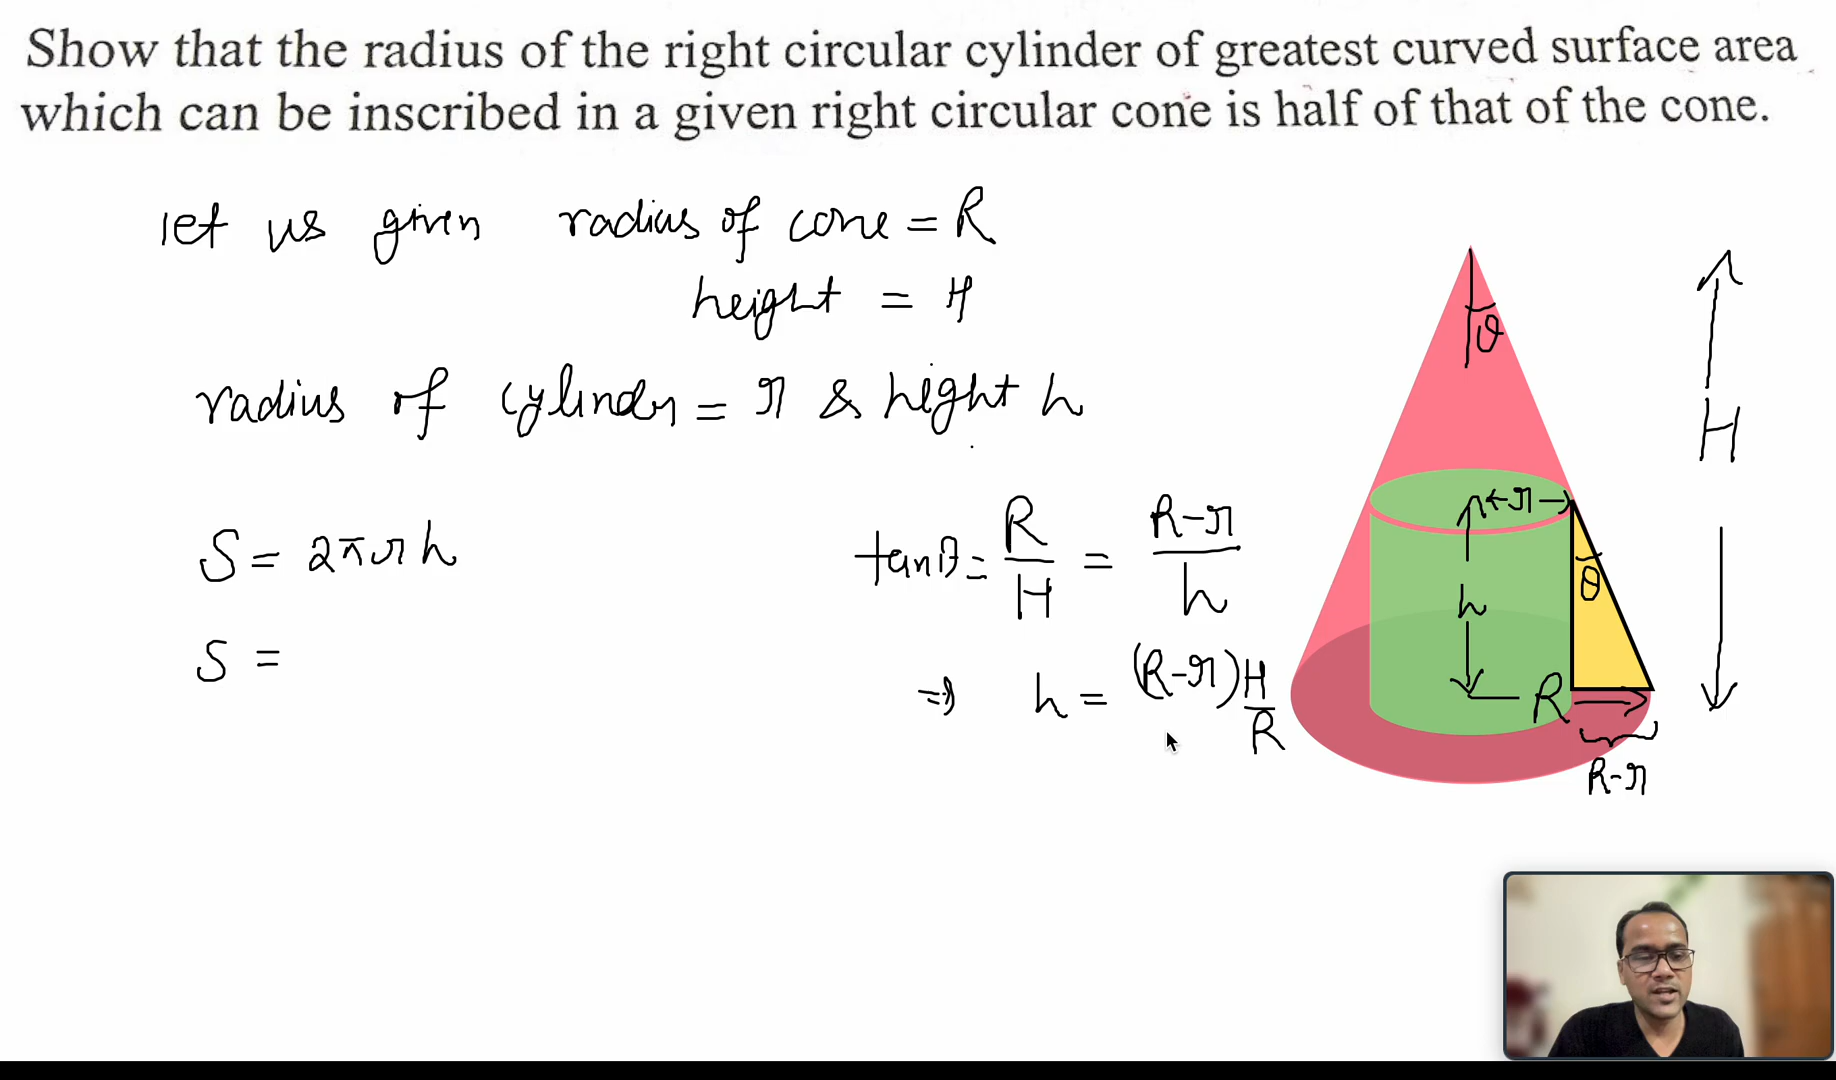 Show that the radius of the right circular cylinder of greatest curved surface area
which can be inscribed in a given right circular cone is half of that of the cone.
let us given radius of cone = R
height = H
radius of cylinder = r & hight h
S = 2πrh
tanθ = R/H = (R-r)/h
S =
⇒ h = (R-r)H/R
θ
H
r
h
θ
R
R-r